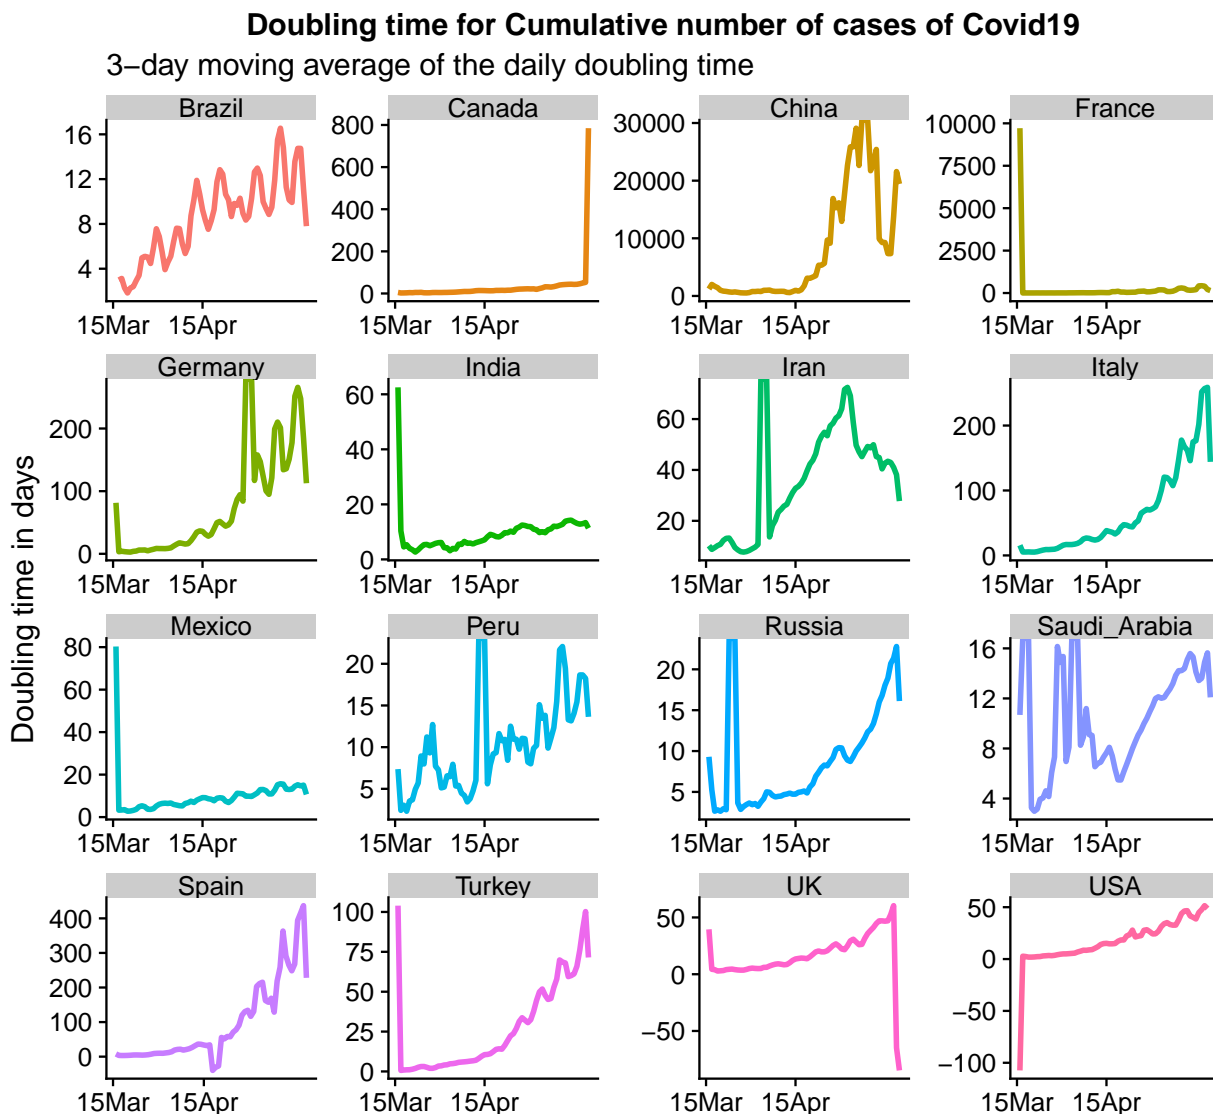 Doubling time for Cumulative number of cases of Covid19
3−day moving average of the daily doubling time
Doubling time in days
Brazil
16
12
8
4
15Mar 15Apr
Canada
800
600
400
200
0
15Mar 15Apr
China
30000
20000
10000
0
15Mar 15Apr
France
10000
7500
5000
2500
0
15Mar 15Apr
Germany
200
100
0
15Mar 15Apr
India
60
40
20
0
15Mar 15Apr
Iran
60
40
20
15Mar 15Apr
Italy
200
100
0
15Mar 15Apr
Mexico
80
60
40
20
0
15Mar 15Apr
Peru
20
15
10
5
15Mar 15Apr
Russia
20
15
10
5
15Mar 15Apr
Saudi_Arabia
16
12
8
4
15Mar 15Apr
Spain
400
300
200
100
0
15Mar 15Apr
Turkey
100
75
50
25
0
15Mar 15Apr
UK
50
0
−50
15Mar 15Apr
USA
50
0
−50
−100
15Mar 15Apr